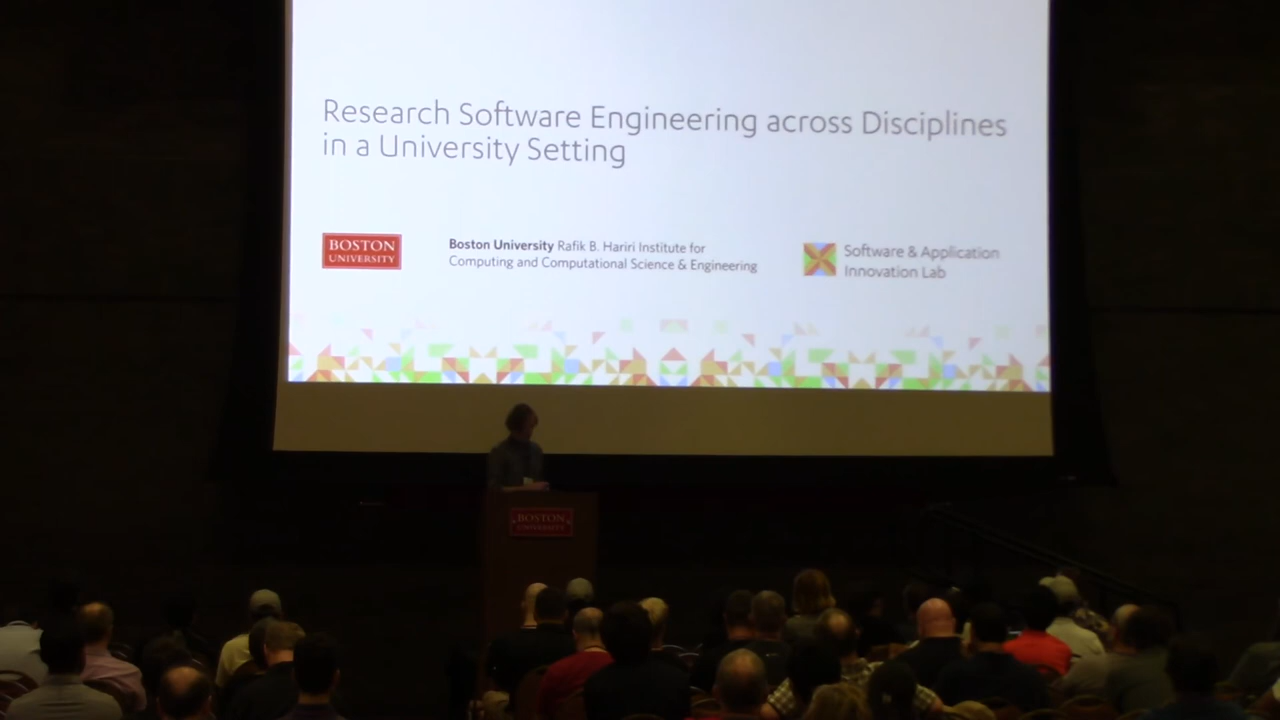 Research Software Engineering across Disciplines
in a University Setting
BOSTON
UNIVERSITY
Boston University Rafik B. Hariri Institute for
Computing and Computational Science & Engineering
Software & Application
Innovation Lab
BOSTON
UNIVERSITY